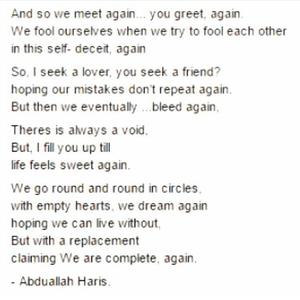 And so we meet again... you greet, again.
We fool ourselves when we try to fool each other
in this self- deceit, again
So, I seek a lover, you seek a friend?
hoping our mistakes don't repeat again.
But then we eventually ...bleed again,
Theres is always a void,
But, I fill you up till
life feels sweet again.
We go round and round in circles,
with empty hearts, we dream again
hoping we can live without,
But with a replacement
claiming We are complete, again.
- Abduallah Haris.